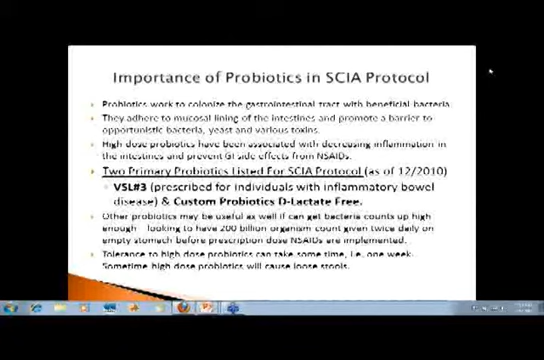 Importance of Probiotics in SCIA Protocol
Probiotics work to colonize the gastrointestinal tract with beneficial bacteria.
They adhere to mucosal lining of the intestines and promote a barrier to
opportunistic bacteria, yeast and various toxins.
High dose probiotics have been associated with decreasing inflammation
in the intestines and prevent GI side effects from NSAIDs.
Two Primary Probiotics Listed For SCIA Protocol (as of 12/2010)
VSL#3 (prescribed for individuals with inflammatory bowel
disease) & Custom Probiotics D-Lactate Free.
Other probiotics may be useful as well if can get bacteria counts up high
enough - looking to have 200 billion organism count given twice daily on
empty stomach before prescription dose NSAIDs are implemented.
Tolerance to high dose probiotics can take some time, i.e., one week.
Sometime high dose probiotics will cause loose stools.